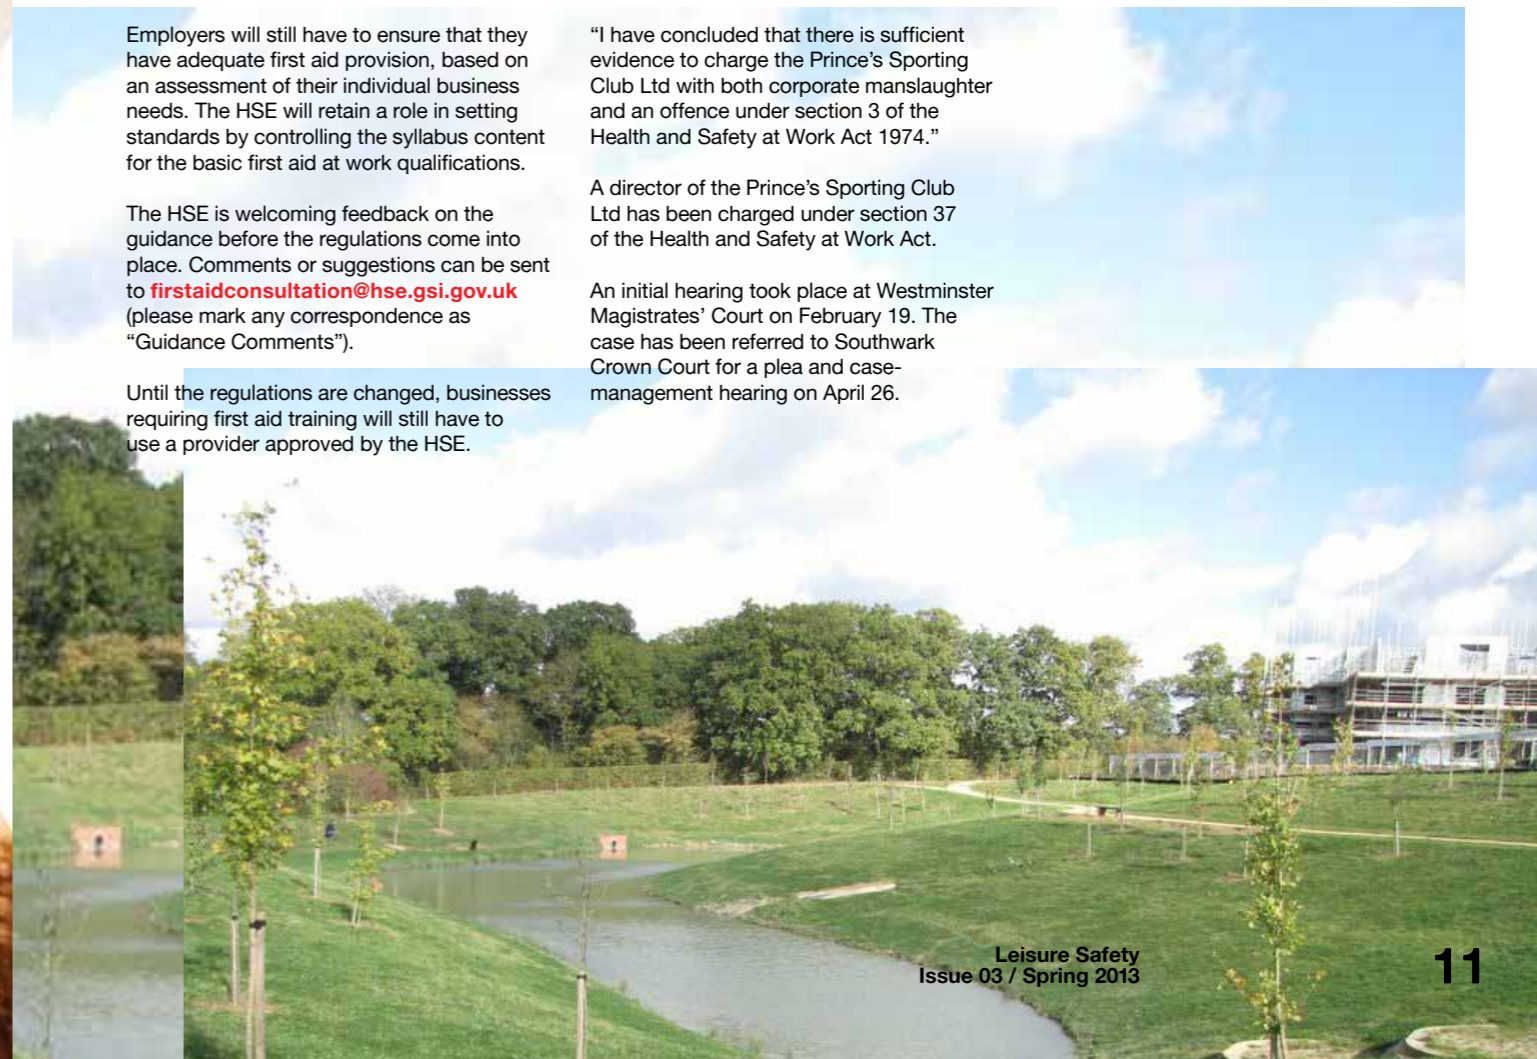 Employers will still have to ensure that they
have adequate first aid provision, based on
an assessment of their individual business
needs. The HSE will retain a role in setting
standards by controlling the syllabus content
for the basic first aid at work qualifications.
The HSE is welcoming feedback on the
guidance before the regulations come into
place. Comments or suggestions can be sent
to firstaidconsultation@hse.gsi.gov.uk
(please mark any correspondence as
“Guidance Comments”).
Until the regulations are changed, businesses
requiring first aid training will still have to
use a provider approved by the HSE.
“I have concluded that there is sufficient
evidence to charge the Prince’s Sporting
Club Ltd with both corporate manslaughter
and an offence under section 3 of the
Health and Safety at Work Act 1974.”
A director of the Prince’s Sporting Club
Ltd has been charged under section 37
of the Health and Safety at Work Act.
An initial hearing took place at Westminster
Magistrates’ Court on February 19. The
case has been referred to Southwark
Crown Court for a plea and case-
management hearing on April 26.
Leisure Safety
Issue 03 / Spring 2013
11